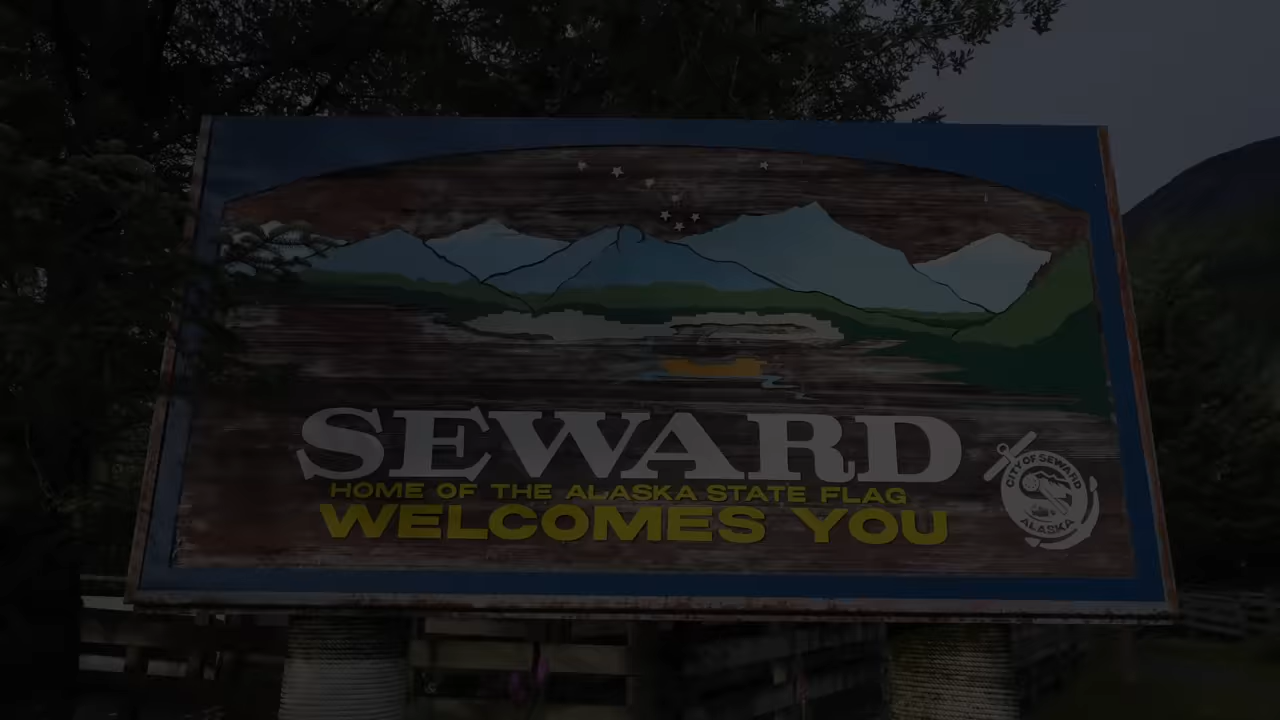 SEWARD
HOME OF THE ALASKA STATE FLAG
WELCOMES YOU
CITY OF SEWARD
ALASKA